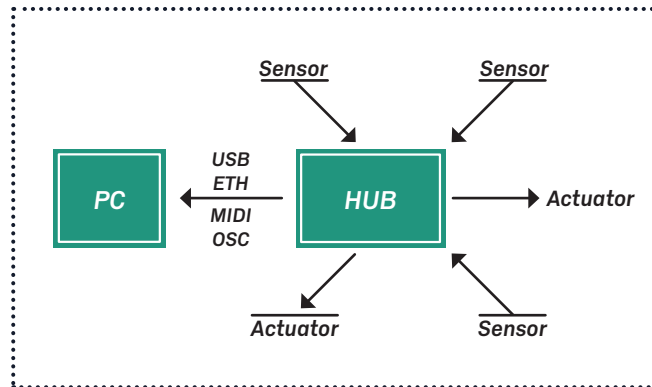 Sensor
Sensor
USB
ETH
PC
HUB
Actuator
MIDI
OSC
Actuator
Sensor